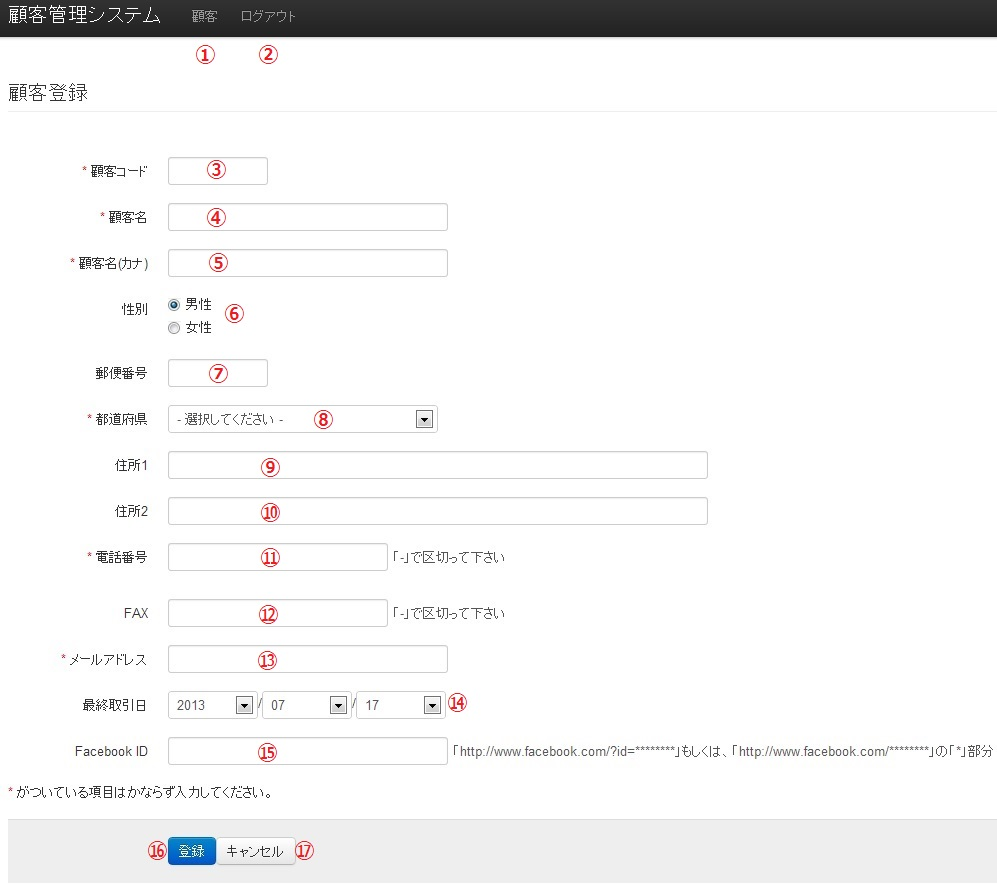 顧客管理システム 顧客 ログアウト
① ②
顧客登録
* 顧客コード ③
* 顧客名 ④
* 顧客名(カナ) ⑤
性別 男性 ⑥
女性
郵便番号 ⑦
* 都道府県 - 選択してください - ⑧
住所1 ⑨
住所2 ⑩
* 電話番号 ⑪ 「-」で区切って下さい
FAX ⑫ 「-」で区切って下さい
* メールアドレス ⑬
最終取引日 2013 / 07 / 17 ⑭
Facebook ID ⑮ 「http://www.facebook.com/?id=********」もしくは、「http://www.facebook.com/********」の「*」部分
* がついている項目はかならず入力してください。
⑯ 登録 キャンセル ⑰